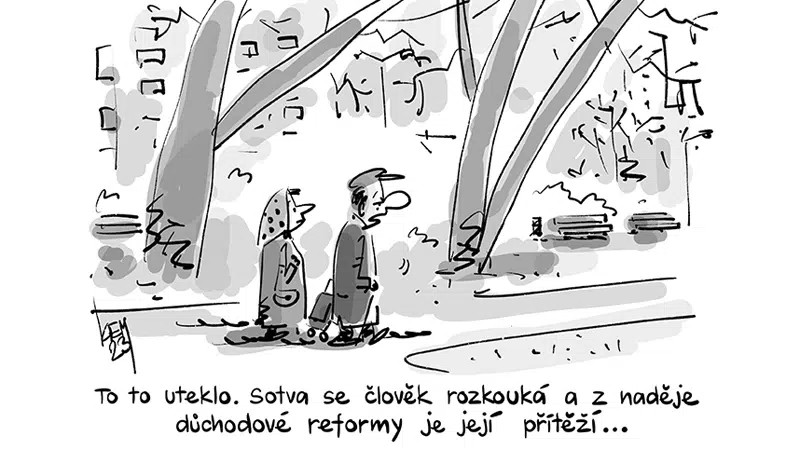 To to uteklo. Sotva se člověk rozkouká a z naděje
důchodové reformy je její přítěží...